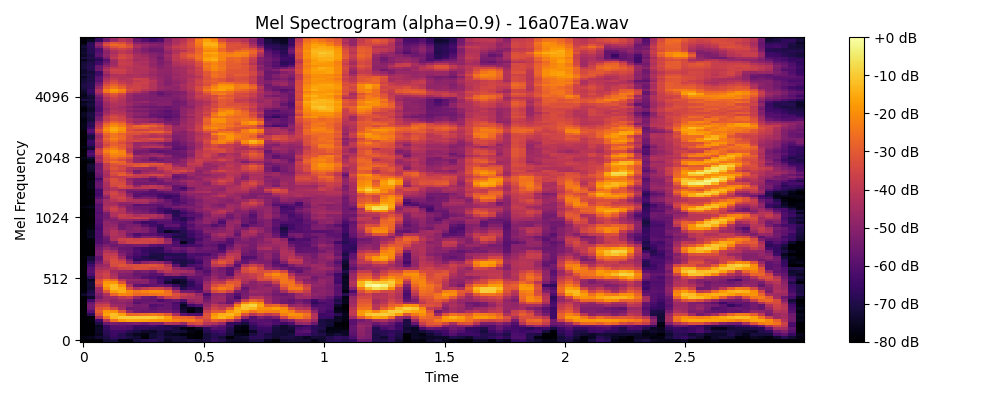 Mel Spectrogram (alpha=0.9) - 16a07Ea.wav
Mel Frequency
4096
2048
1024
512
0
0
0.5
1
1.5
2
2.5
Time
+0 dB
-10 dB
-20 dB
-30 dB
-40 dB
-50 dB
-60 dB
-70 dB
-80 dB